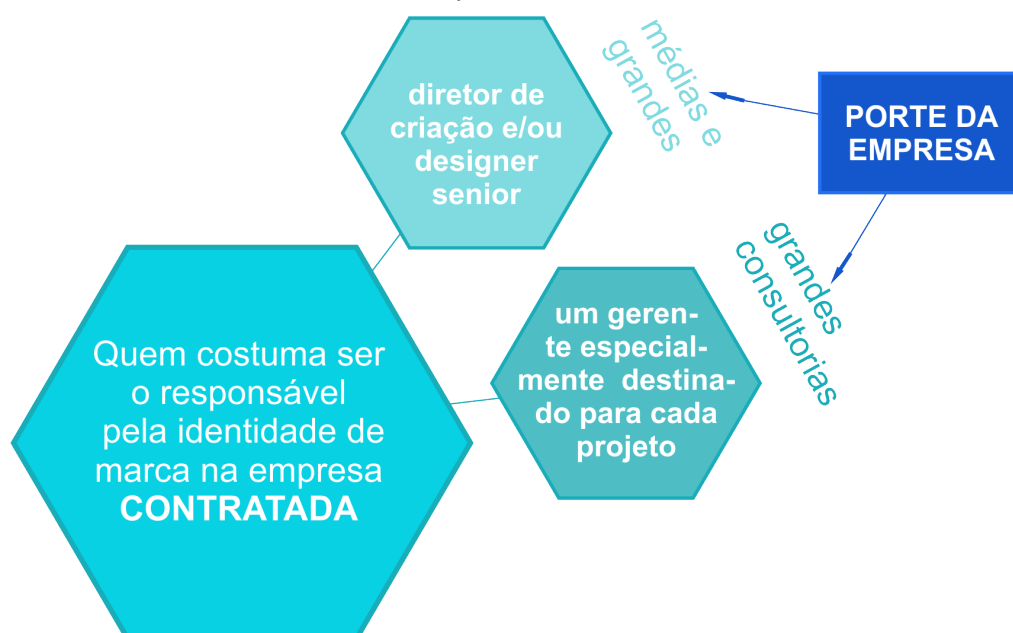 diretor de
criação e/ou
designer
senior
médias e
grandes
PORTE DA
EMPRESA
grandes
consultorias
um geren-
te especial-
mente destina-
do para cada
projeto
Quem costuma ser
o responsável
pela identidade de
marca na empresa
CONTRATADA